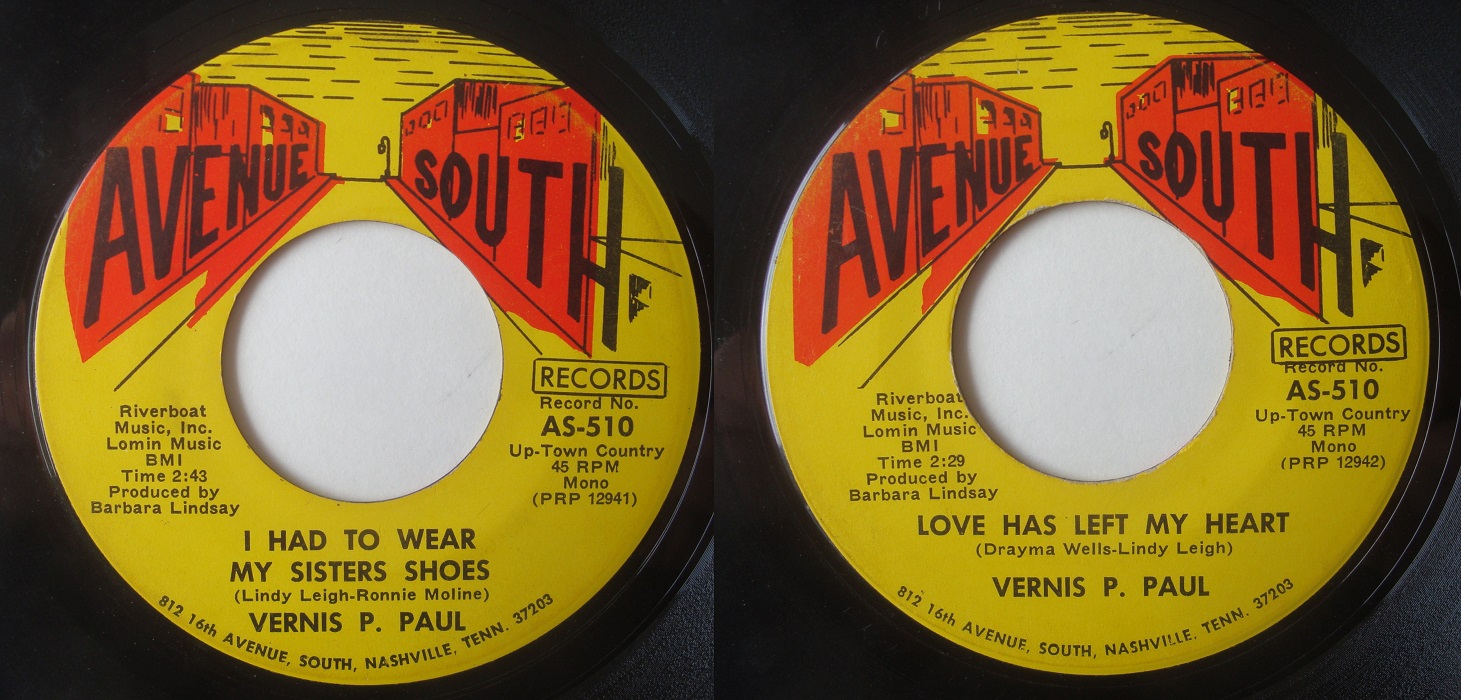 AVENUE SOUTH
RECORDS
Record No.
AS-510
Up-Town Country
45 RPM
Mono
(PRP 12941)
Riverboat
Music, Inc.
Lomin Music
BMI
Time 2:43
Produced by
Barbara Lindsay
I HAD TO WEAR
MY SISTERS SHOES
(Lindy Leigh-Ronnie Moline)
VERNIS P. PAUL
812 16th AVENUE, SOUTH, NASHVILLE, TENN. 37203
AVENUE SOUTH
RECORDS
Record No.
AS-510
Up-Town Country
45 RPM
Mono
(PRP 12942)
Riverboat
Music, Inc.
Lomin Music
BMI
Time 2:29
Produced by
Barbara Lindsay
LOVE HAS LEFT MY HEART
(Drayma Wells-Lindy Leigh)
VERNIS P. PAUL
812 16th AVENUE, SOUTH, NASHVILLE, TENN. 37203